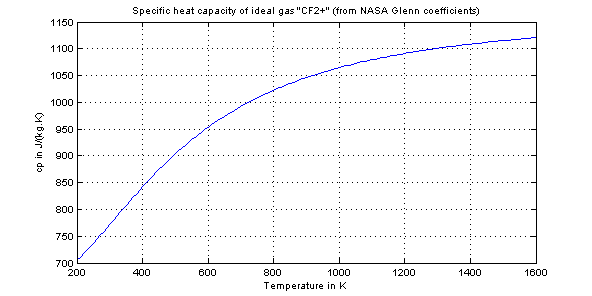 Specific heat capacity of ideal gas "CF2+" (from NASA Glenn coefficients)
1150
1100
1050
1000
950
900
850
800
750
700
cp in J/(kg.K)
200 400 600 800 1000 1200 1400 1600
Temperature in K